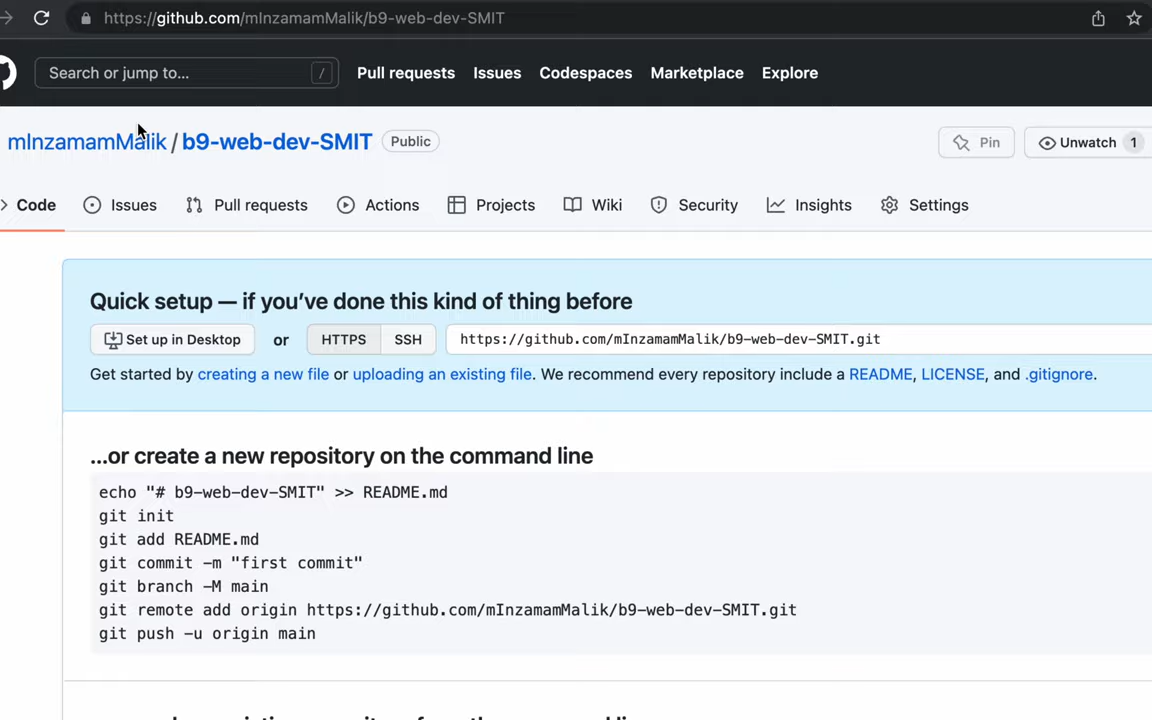 https://github.com/mInzamamMalik/b9-web-dev-SMIT
Search or jump to... / Pull requests Issues Codespaces Marketplace Explore
mInzamamMalik / b9-web-dev-SMIT Public Pin Unwatch 1
Code Issues Pull requests Actions Projects Wiki Security Insights Settings
Quick setup — if you've done this kind of thing before
Set up in Desktop or HTTPS SSH https://github.com/mInzamamMalik/b9-web-dev-SMIT.git
Get started by creating a new file or uploading an existing file. We recommend every repository include a README, LICENSE, and .gitignore.
...or create a new repository on the command line
echo "# b9-web-dev-SMIT" >> README.md
git init
git add README.md
git commit -m "first commit"
git branch -M main
git remote add origin https://github.com/mInzamamMalik/b9-web-dev-SMIT.git
git push -u origin main